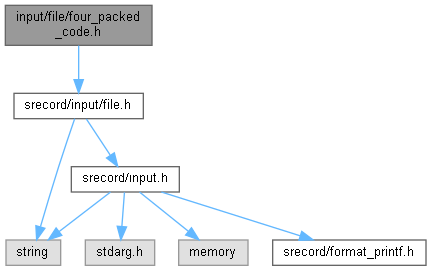 input/file/four_packed
_code.h
srecord/input/file.h
srecord/input.h
string
stdarg.h
memory
srecord/format_printf.h